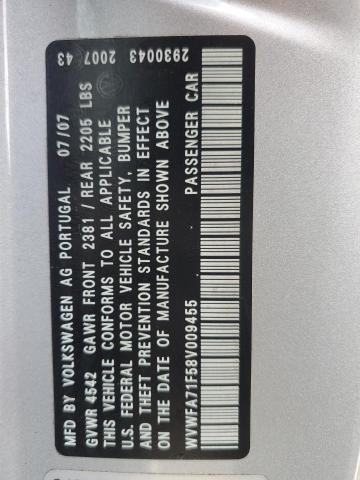 MFD BY VOLKSWAGEN AG PORTUGAL 07/07 2007 43 2930043
GVWR 4542 GAWR FRONT 2381 / REAR 2205 LBS
THIS VEHICLE CONFORMS TO ALL APPLICABLE
U.S. FEDERAL MOTOR VEHICLE SAFETY, BUMPER
AND THEFT PREVENTION STANDARDS IN EFFECT
ON THE DATE OF MANUFACTURE SHOWN ABOVE
WVWFA71F58V009455 PASSENGER CAR